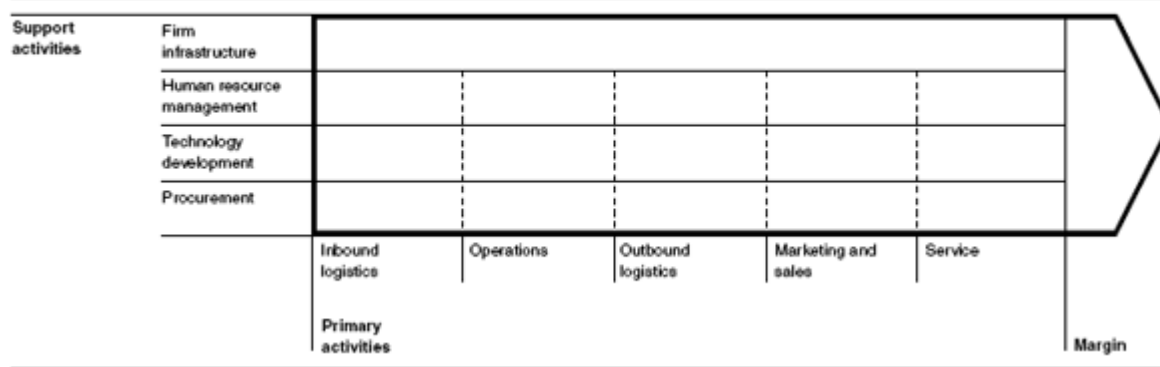 Support
activities
Firm
infrastructure
Human resource
management
Technology
development
Procurement
Inbound
logistics
Operations
Outbound
logistics
Marketing and
sales
Service
Primary
activities
Margin